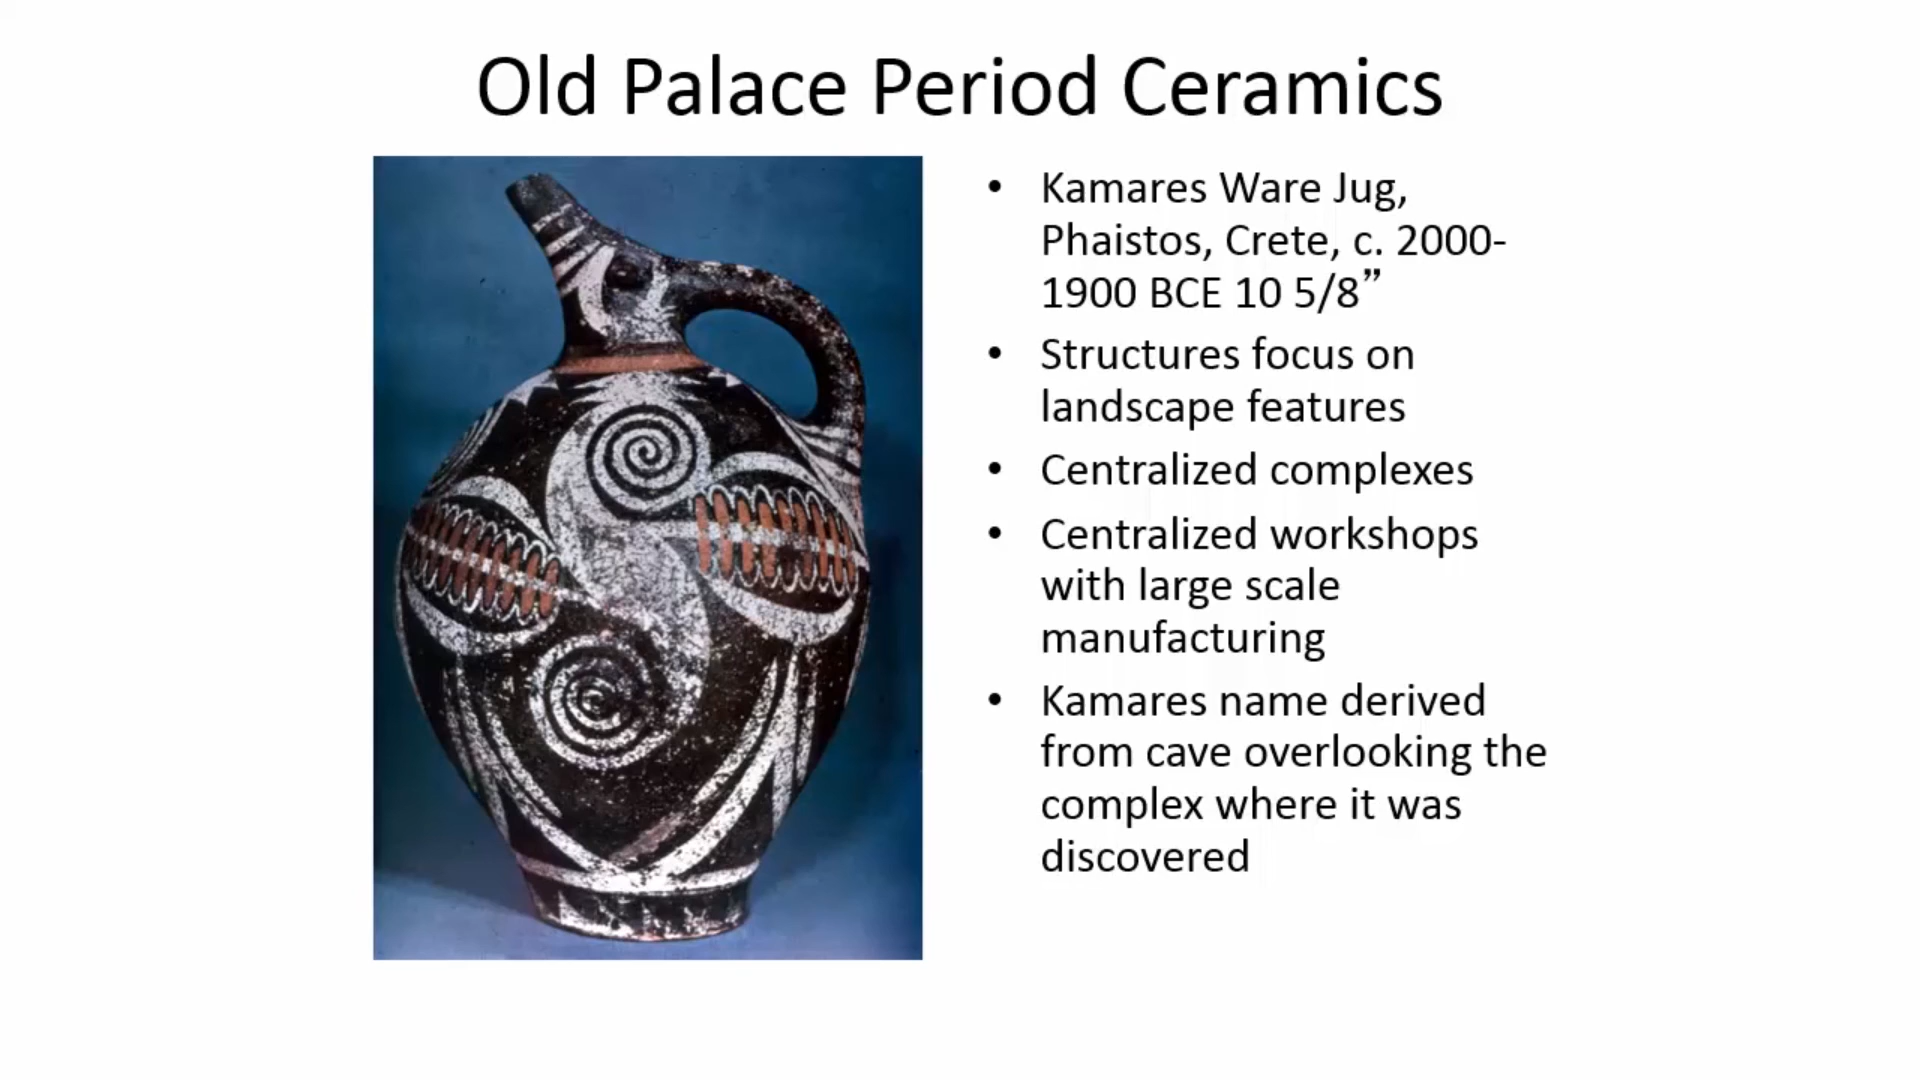 Old Palace Period Ceramics
• Kamares Ware Jug,
Phaistos, Crete, c. 2000-
1900 BCE 10 5/8”
• Structures focus on
landscape features
• Centralized complexes
• Centralized workshops
with large scale
manufacturing
• Kamares name derived
from cave overlooking the
complex where it was
discovered